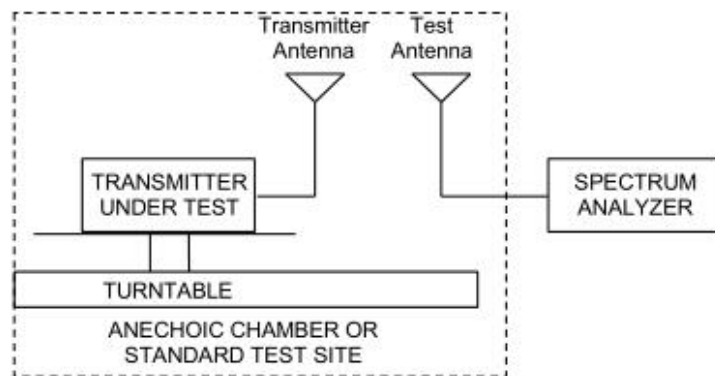 Transmitter
Antenna
Test
Antenna
TRANSMITTER
UNDER TEST
SPECTRUM
ANALYZER
TURNTABLE
ANECHOIC CHAMBER OR
STANDARD TEST SITE